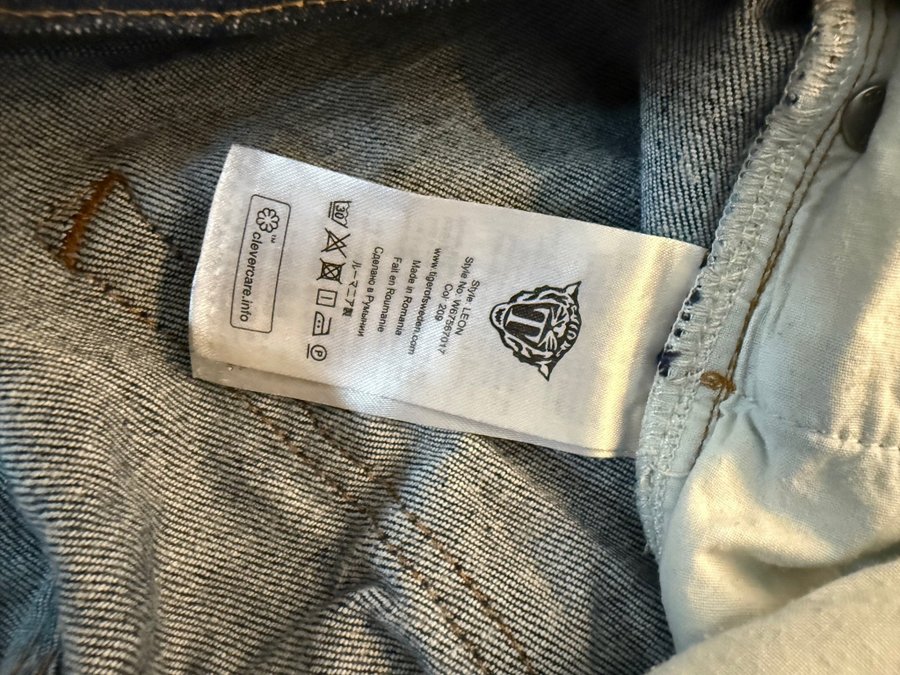 T
Style LEON
Style No W67567017
Col 209
www.tigerofsweden.com
Made in Romania
Fait en Roumanie
Сделано в Румынии
ルーマニア製
30°
P
™
clevercare.info